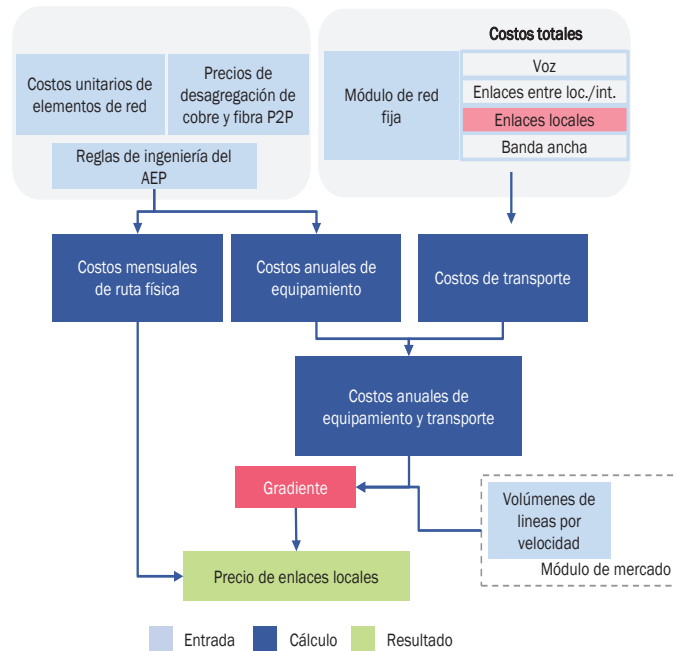 Costos totales
Costos unitarios de
elementos de red
Precios de
desagregación de
cobre y fibra P2P
Reglas de ingeniería del
AEP
Módulo de red
fija
Voz
Enlaces entre loc./int.
Enlaces locales
Banda ancha
Costos mensuales
de ruta física
Costos anuales de
equipamiento
Costos de transporte
Costos anuales de
equipamiento y transporte
Gradiente
Volúmenes de
lineas por
velocidad
Módulo de mercado
Precio de enlaces locales
Entrada
Cálculo
Resultado